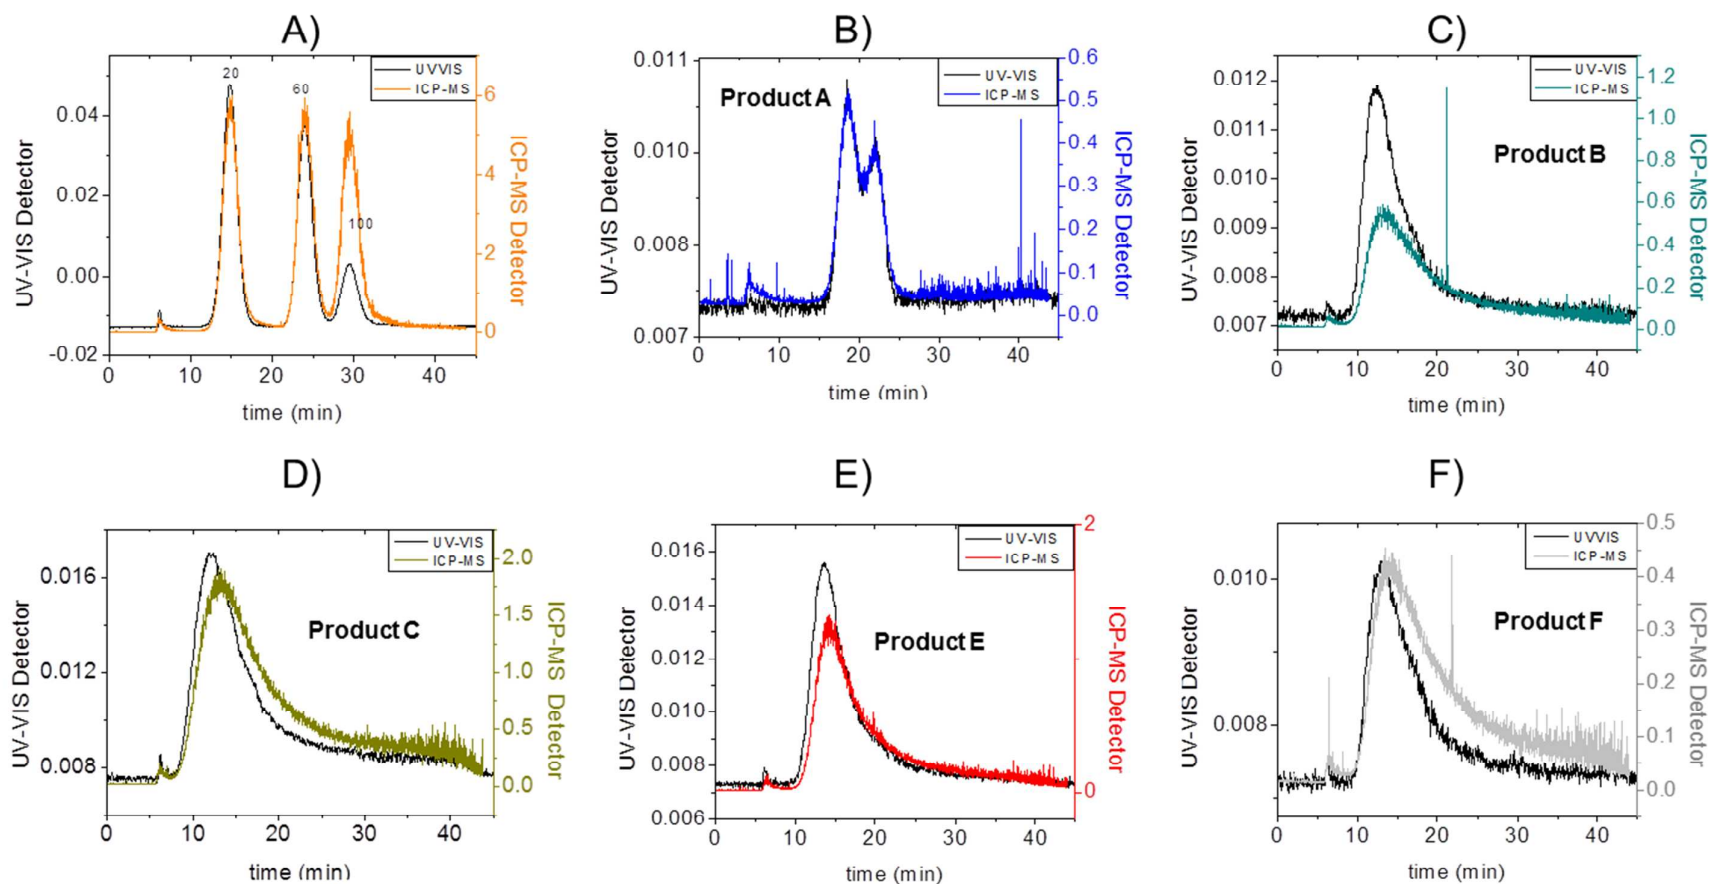 A)
UVVIS
ICP-MS
20
60
100
0.04
0.02
0.00
-0.02
6
4
2
0
UV-VIS Detector
ICP-MS Detector
0 10 20 30 40
time (min)
B)
UV-VIS
ICP-MS
Product A
0.011
0.010
0.008
0.007
0.6
0.5
0.4
0.3
0.2
0.1
0.0
UV-VIS Detector
ICP-MS Detector
0 10 20 30 40
time (min)
C)
UV-VIS
ICP-MS
Product B
0.012
0.011
0.010
0.009
0.008
0.007
1.2
1.0
0.8
0.6
0.4
0.2
0.0
UV-VIS Detector
ICP-MS Detector
0 10 20 30 40
time (min)
D)
UV-VIS
ICP-MS
Product C
0.016
0.012
0.008
2.0
1.5
1.0
0.5
0.0
UV-VIS Detector
ICP-MS Detector
0 10 20 30 40
time (min)
E)
UV-VIS
ICP-MS
Product E
0.016
0.014
0.012
0.010
0.008
0.006
2
0
UV-VIS Detector
ICP-MS Detector
0 10 20 30 40
time (min)
F)
UVVIS
ICP-MS
Product F
0.010
0.008
0.5
0.4
0.3
0.2
0.1
0.0
UV-VIS Detector
ICP-MS Detector
0 10 20 30 40
time (min)